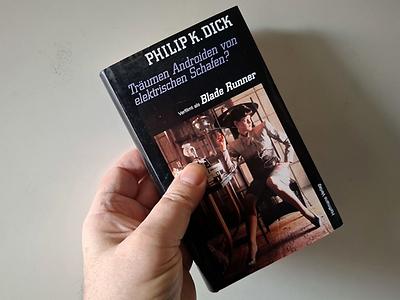 PHILIP K. DICK
Träumen Androiden von
elektrischen Schafen?
Verfilmt als Blade Runner